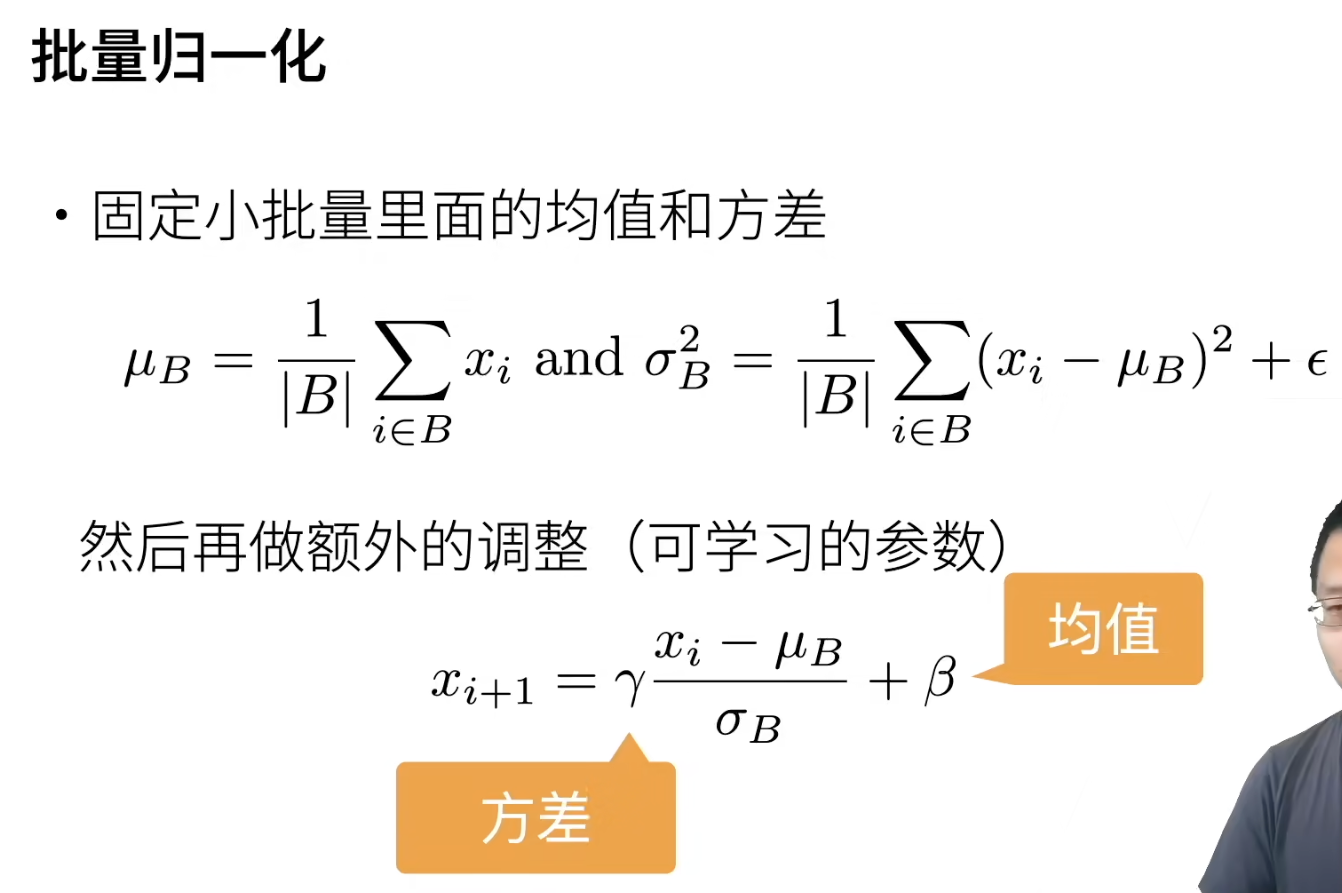 批量归一化
• 固定小批量里面的均值和方差
$\mu_B = \frac{1}{|B|} \sum_{i \in B} x_i \text{ and } \sigma_B^2 = \frac{1}{|B|} \sum_{i \in B} (x_i - \mu_B)^2 + \epsilon$
然后再做额外的调整（可学习的参数）
均值
$x_{i+1} = \gamma \frac{x_i - \mu_B}{\sigma_B} + \beta$
方差